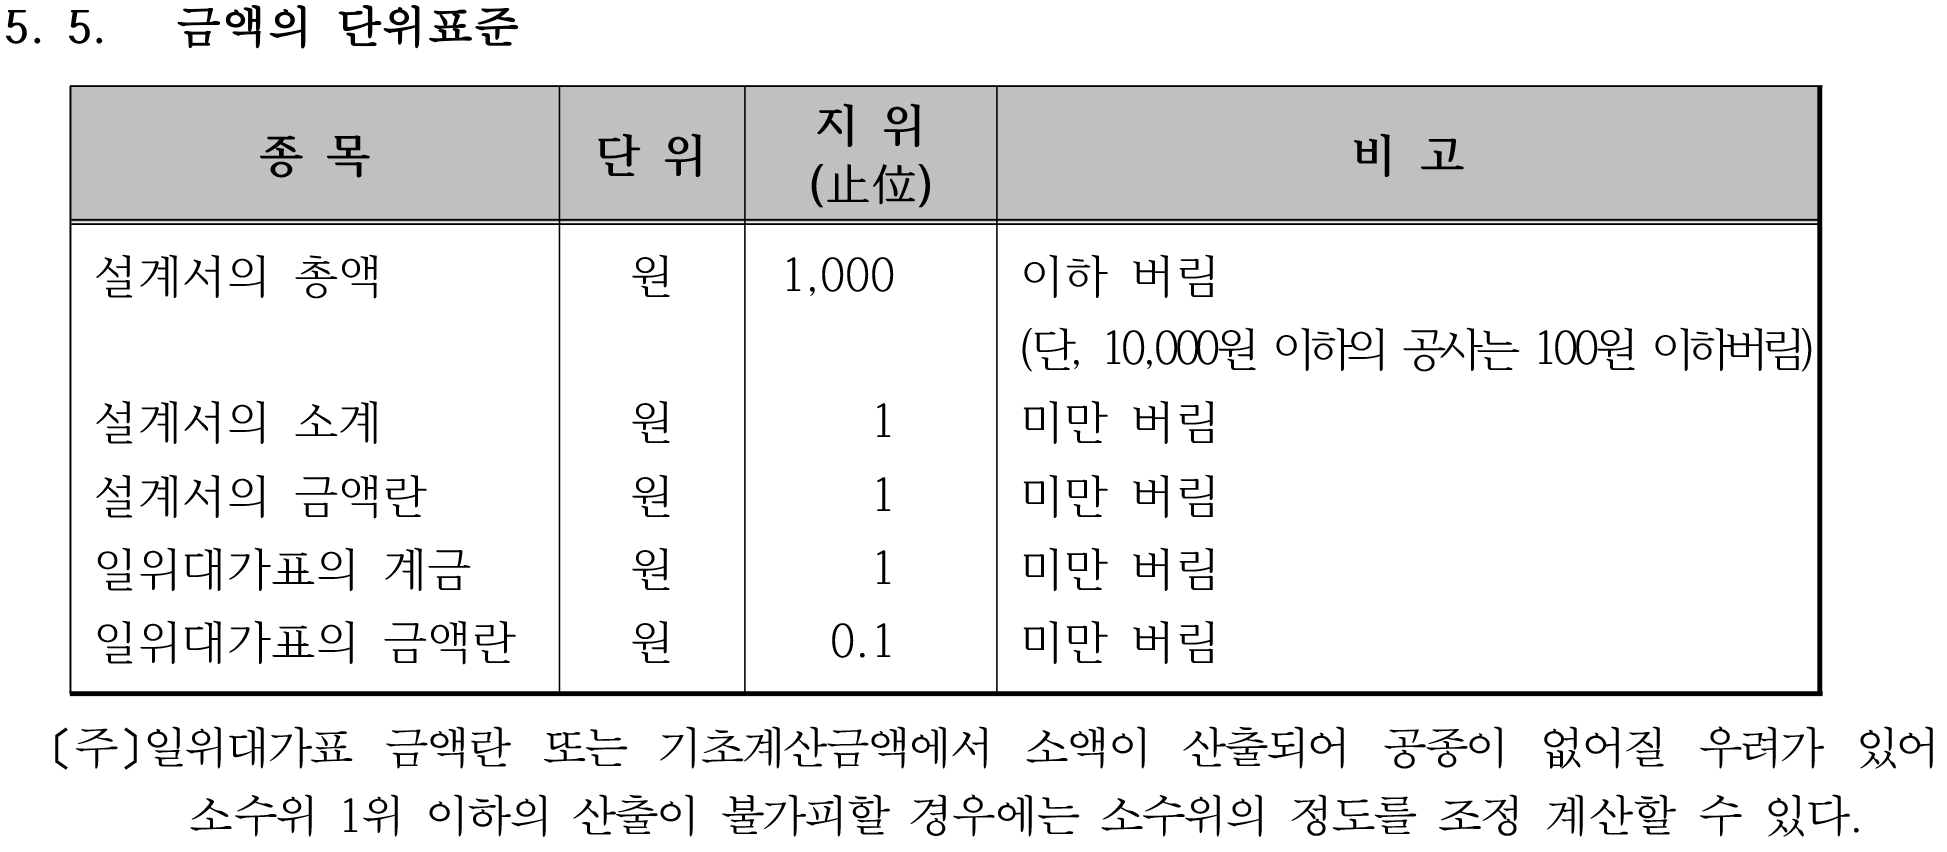 5. 5. 금액의 단위표준
종 목 단 위 지 위 비 고
(止位)
설계서의 총액 원 1,000 이하 버림
(단, 10,000원 이하의 공사는 100원 이하버림)
설계서의 소계 원 1 미만 버림
설계서의 금액란 원 1 미만 버림
일위대가표의 계금 원 1 미만 버림
일위대가표의 금액란 원 0.1 미만 버림
〔주〕일위대가표 금액란 또는 기초계산금액에서 소액이 산출되어 공종이 없어질 우려가 있어
소수위 1위 이하의 산출이 불가피할 경우에는 소수위의 정도를 조정 계산할 수 있다.